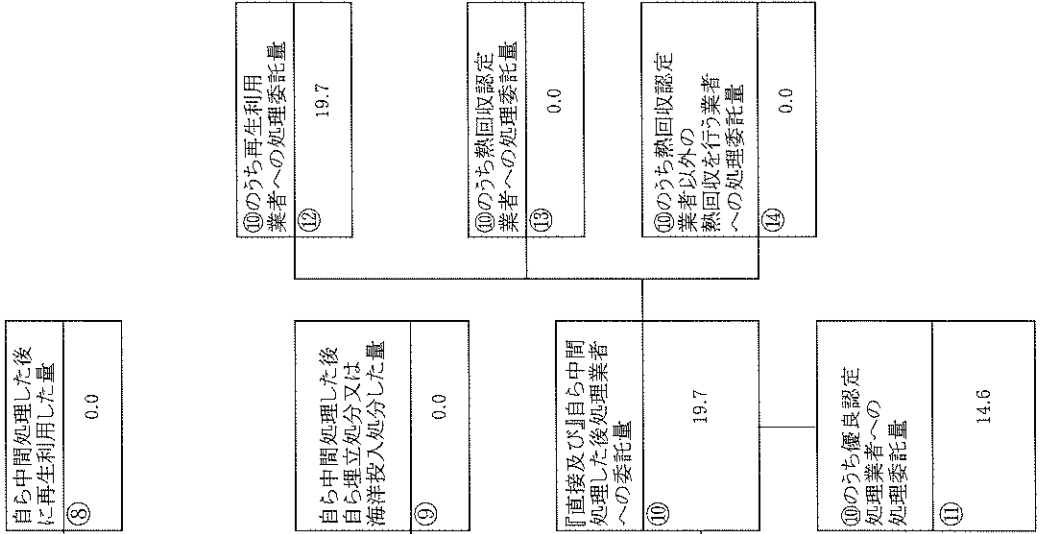 自ら中間処理した後
に再生利用した量
⑧
0.0
自ら中間処理した後
自ら埋立処分又は
海洋投入処分した量
⑨
0.0
『直接及び』自ら中間
処理した後処理業者
への委託量
⑩
19.7
⑩のうち優良認定
処理業者への
処理委託量
⑪
14.6
⑩のうち再生利用
業者への処理委託量
⑫
19.7
⑩のうち熱回収認定
業者への処理委託量
⑬
0.0
⑩のうち熱回収認定
業者以外の
熱回収を行う業者
への処理委託量
⑭
0.0